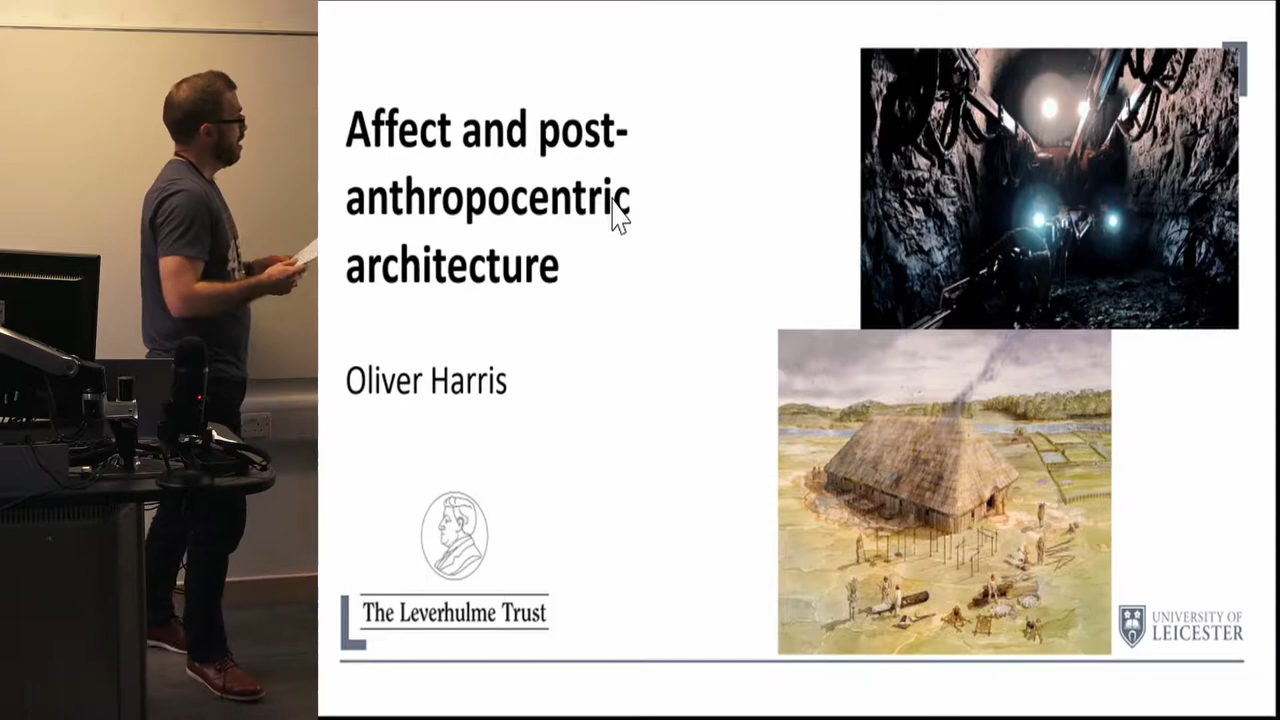 Affect and post-
anthropocentric
architecture
Oliver Harris
The Leverhulme Trust
UNIVERSITY OF
LEICESTER